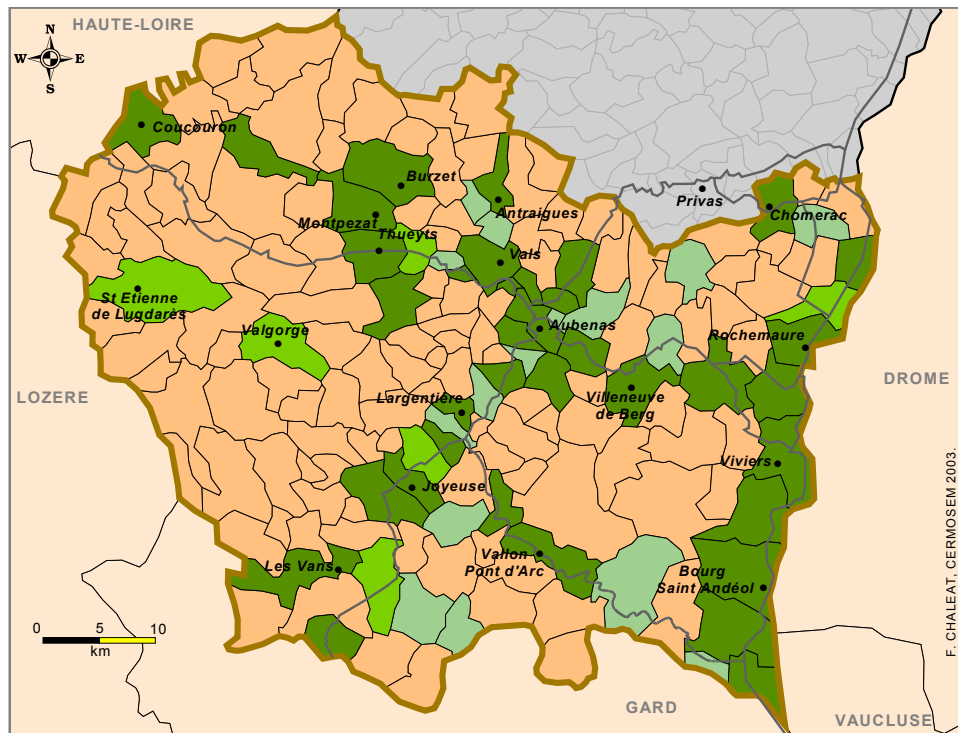 HAUTE-LOIRE
N
W E
S
Coucouron
Burzet
Privas
Antraigues
Chomerac
Montpezat
Thueyts
Vals
St Etienne
de Lugdarès
Valgorge
Aubenas
Rochemaure
DROME
LOZERE
Largentière
Villeneuve
de Berg
Viviers
Joyeuse
Les Vans
Vallon
Pont d'Arc
Bourg
Saint Andéol
0 5 10
km
GARD
VAUCLUSE
F. CHALEAT, CERMOSEM 2003.